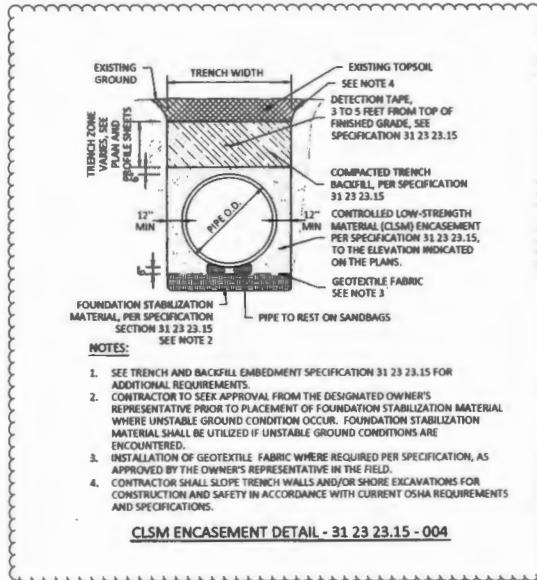 EXISTING
GROUND
TRENCH WIDTH
EXISTING TOPSOIL
SEE NOTE 4
DETECTION TAPE,
3 TO 5 FEET FROM TOP OF
FINISHED GRADE, SEE
SPECIFICATION 31 23 23.15
TRENCH ZONE
VARIES, SEE
PLAN AND
PROFILE SHEETS
6"
COMPACTED TRENCH
BACKFILL, PER SPECIFICATION
31 23 23.15
12"
MIN
PIPE O.D.
12"
MIN
CONTROLLED LOW-STRENGTH
MATERIAL (CLSM) ENCASEMENT
PER SPECIFICATION 31 23 23.15,
TO THE ELEVATION INDICATED
ON THE PLANS.
6"
GEOTEXTILE FABRIC
SEE NOTE 3
FOUNDATION STABILIZATION
MATERIAL, PER SPECIFICATION
SECTION 31 23 23.15
SEE NOTE 2
PIPE TO REST ON SANDBAGS
NOTES:
1. SEE TRENCH AND BACKFILL EMBEDMENT SPECIFICATION 31 23 23.15 FOR
ADDITIONAL REQUIREMENTS.
2. CONTRACTOR TO SEEK APPROVAL FROM THE DESIGNATED OWNER'S
REPRESENTATIVE PRIOR TO PLACEMENT OF FOUNDATION STABILIZATION MATERIAL
WHERE UNSTABLE GROUND CONDITION OCCUR. FOUNDATION STABILIZATION
MATERIAL SHALL BE UTILIZED IF UNSTABLE GROUND CONDITIONS ARE
ENCOUNTERED.
3. INSTALLATION OF GEOTEXTILE FABRIC WHERE REQUIRED PER SPECIFICATION, AS
APPROVED BY THE OWNER'S REPRESENTATIVE IN THE FIELD.
4. CONTRACTOR SHALL SLOPE TRENCH WALLS AND/OR SHORE EXCAVATIONS FOR
CONSTRUCTION AND SAFETY IN ACCORDANCE WITH CURRENT OSHA REQUIREMENTS
AND SPECIFICATIONS.
CLSM ENCASEMENT DETAIL - 31 23 23.15 - 004